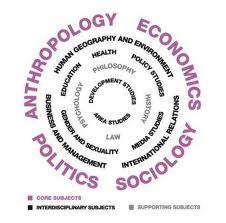 ANTHROPOLOGY
ECONOMICS
SOCIOLOGY
POLITICS
HUMAN GEOGRAPHY AND ENVIRONMENT
HEALTH
POLICY STUDIES
INTERNATIONAL RELATIONS
MEDIA STUDIES
GENDER AND SEXUALITY
BUSINESS AND MANAGEMENT
EDUCATION
PHILOSOPHY
HISTORY
LAW
PSYCHOLOGY
DEVELOPMENT STUDIES
AREA STUDIES
CORE SUBJECTS
INTERDISCIPLINARY SUBJECTS
SUPPORTING SUBJECTS